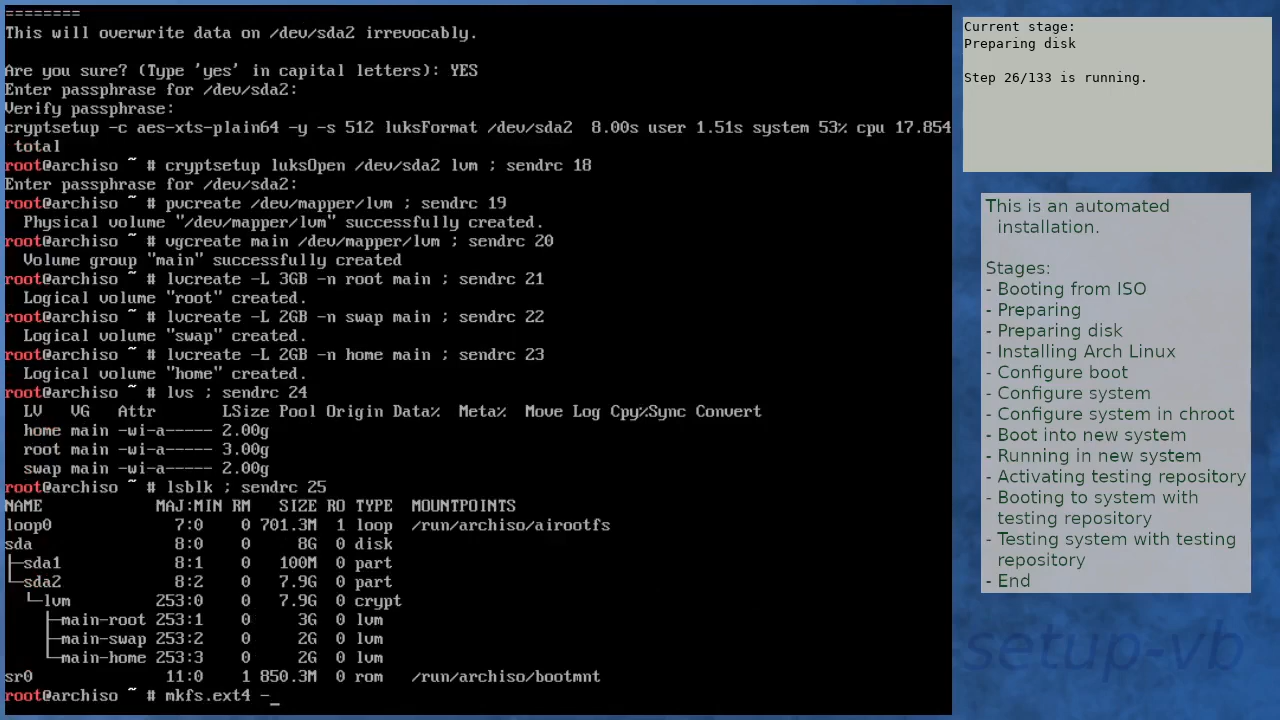 ========
This will overwrite data on /dev/sda2 irrevocably.
Are you sure? (Type 'yes' in capital letters): YES
Enter passphrase for /dev/sda2:
Verify passphrase:
cryptsetup -c aes-xts-plain64 -y -s 512 luksFormat /dev/sda2  8.00s user 1.51s system 53% cpu 17.854
 total
root@archiso ~ # cryptsetup luksOpen /dev/sda2 lvm ; sendrc 18
Enter passphrase for /dev/sda2:
root@archiso ~ # pvcreate /dev/mapper/lvm ; sendrc 19
  Physical volume "/dev/mapper/lvm" successfully created.
root@archiso ~ # vgcreate main /dev/mapper/lvm ; sendrc 20
  Volume group "main" successfully created
root@archiso ~ # lvcreate -L 3GB -n root main ; sendrc 21
  Logical volume "root" created.
root@archiso ~ # lvcreate -L 2GB -n swap main ; sendrc 22
  Logical volume "swap" created.
root@archiso ~ # lvcreate -L 2GB -n home main ; sendrc 23
  Logical volume "home" created.
root@archiso ~ # lvs ; sendrc 24
  LV   VG   Attr       LSize Pool Origin Data%  Meta%  Move Log Cpy%Sync Convert
  home main -wi-a----- 2.00g
  root main -wi-a----- 3.00g
  swap main -wi-a----- 2.00g
root@archiso ~ # lsblk ; sendrc 25
NAME            MAJ:MIN RM   SIZE RO TYPE  MOUNTPOINTS
loop0             7:0    0 701.3M  1 loop  /run/archiso/airootfs
sda               8:0    0     8G  0 disk
├─sda1            8:1    0   100M  0 part
└─sda2            8:2    0   7.9G  0 part
  └─lvm         253:0    0   7.9G  0 crypt
    ├─main-root 253:1    0     3G  0 lvm
    ├─main-swap 253:2    0     2G  0 lvm
    └─main-home 253:3    0     2G  0 lvm
sr0              11:0    1 850.3M  0 rom   /run/archiso/bootmnt
root@archiso ~ # mkfs.ext4 -_
Current stage:
Preparing disk
Step 26/133 is running.
This is an automated
installation.
Stages:
- Booting from ISO
- Preparing
- Preparing disk
- Installing Arch Linux
- Configure boot
- Configure system
- Configure system in chroot
- Boot into new system
- Running in new system
- Activating testing repository
- Booting to system with
testing repository
- Testing system with testing
repository
- End
-setup-vb